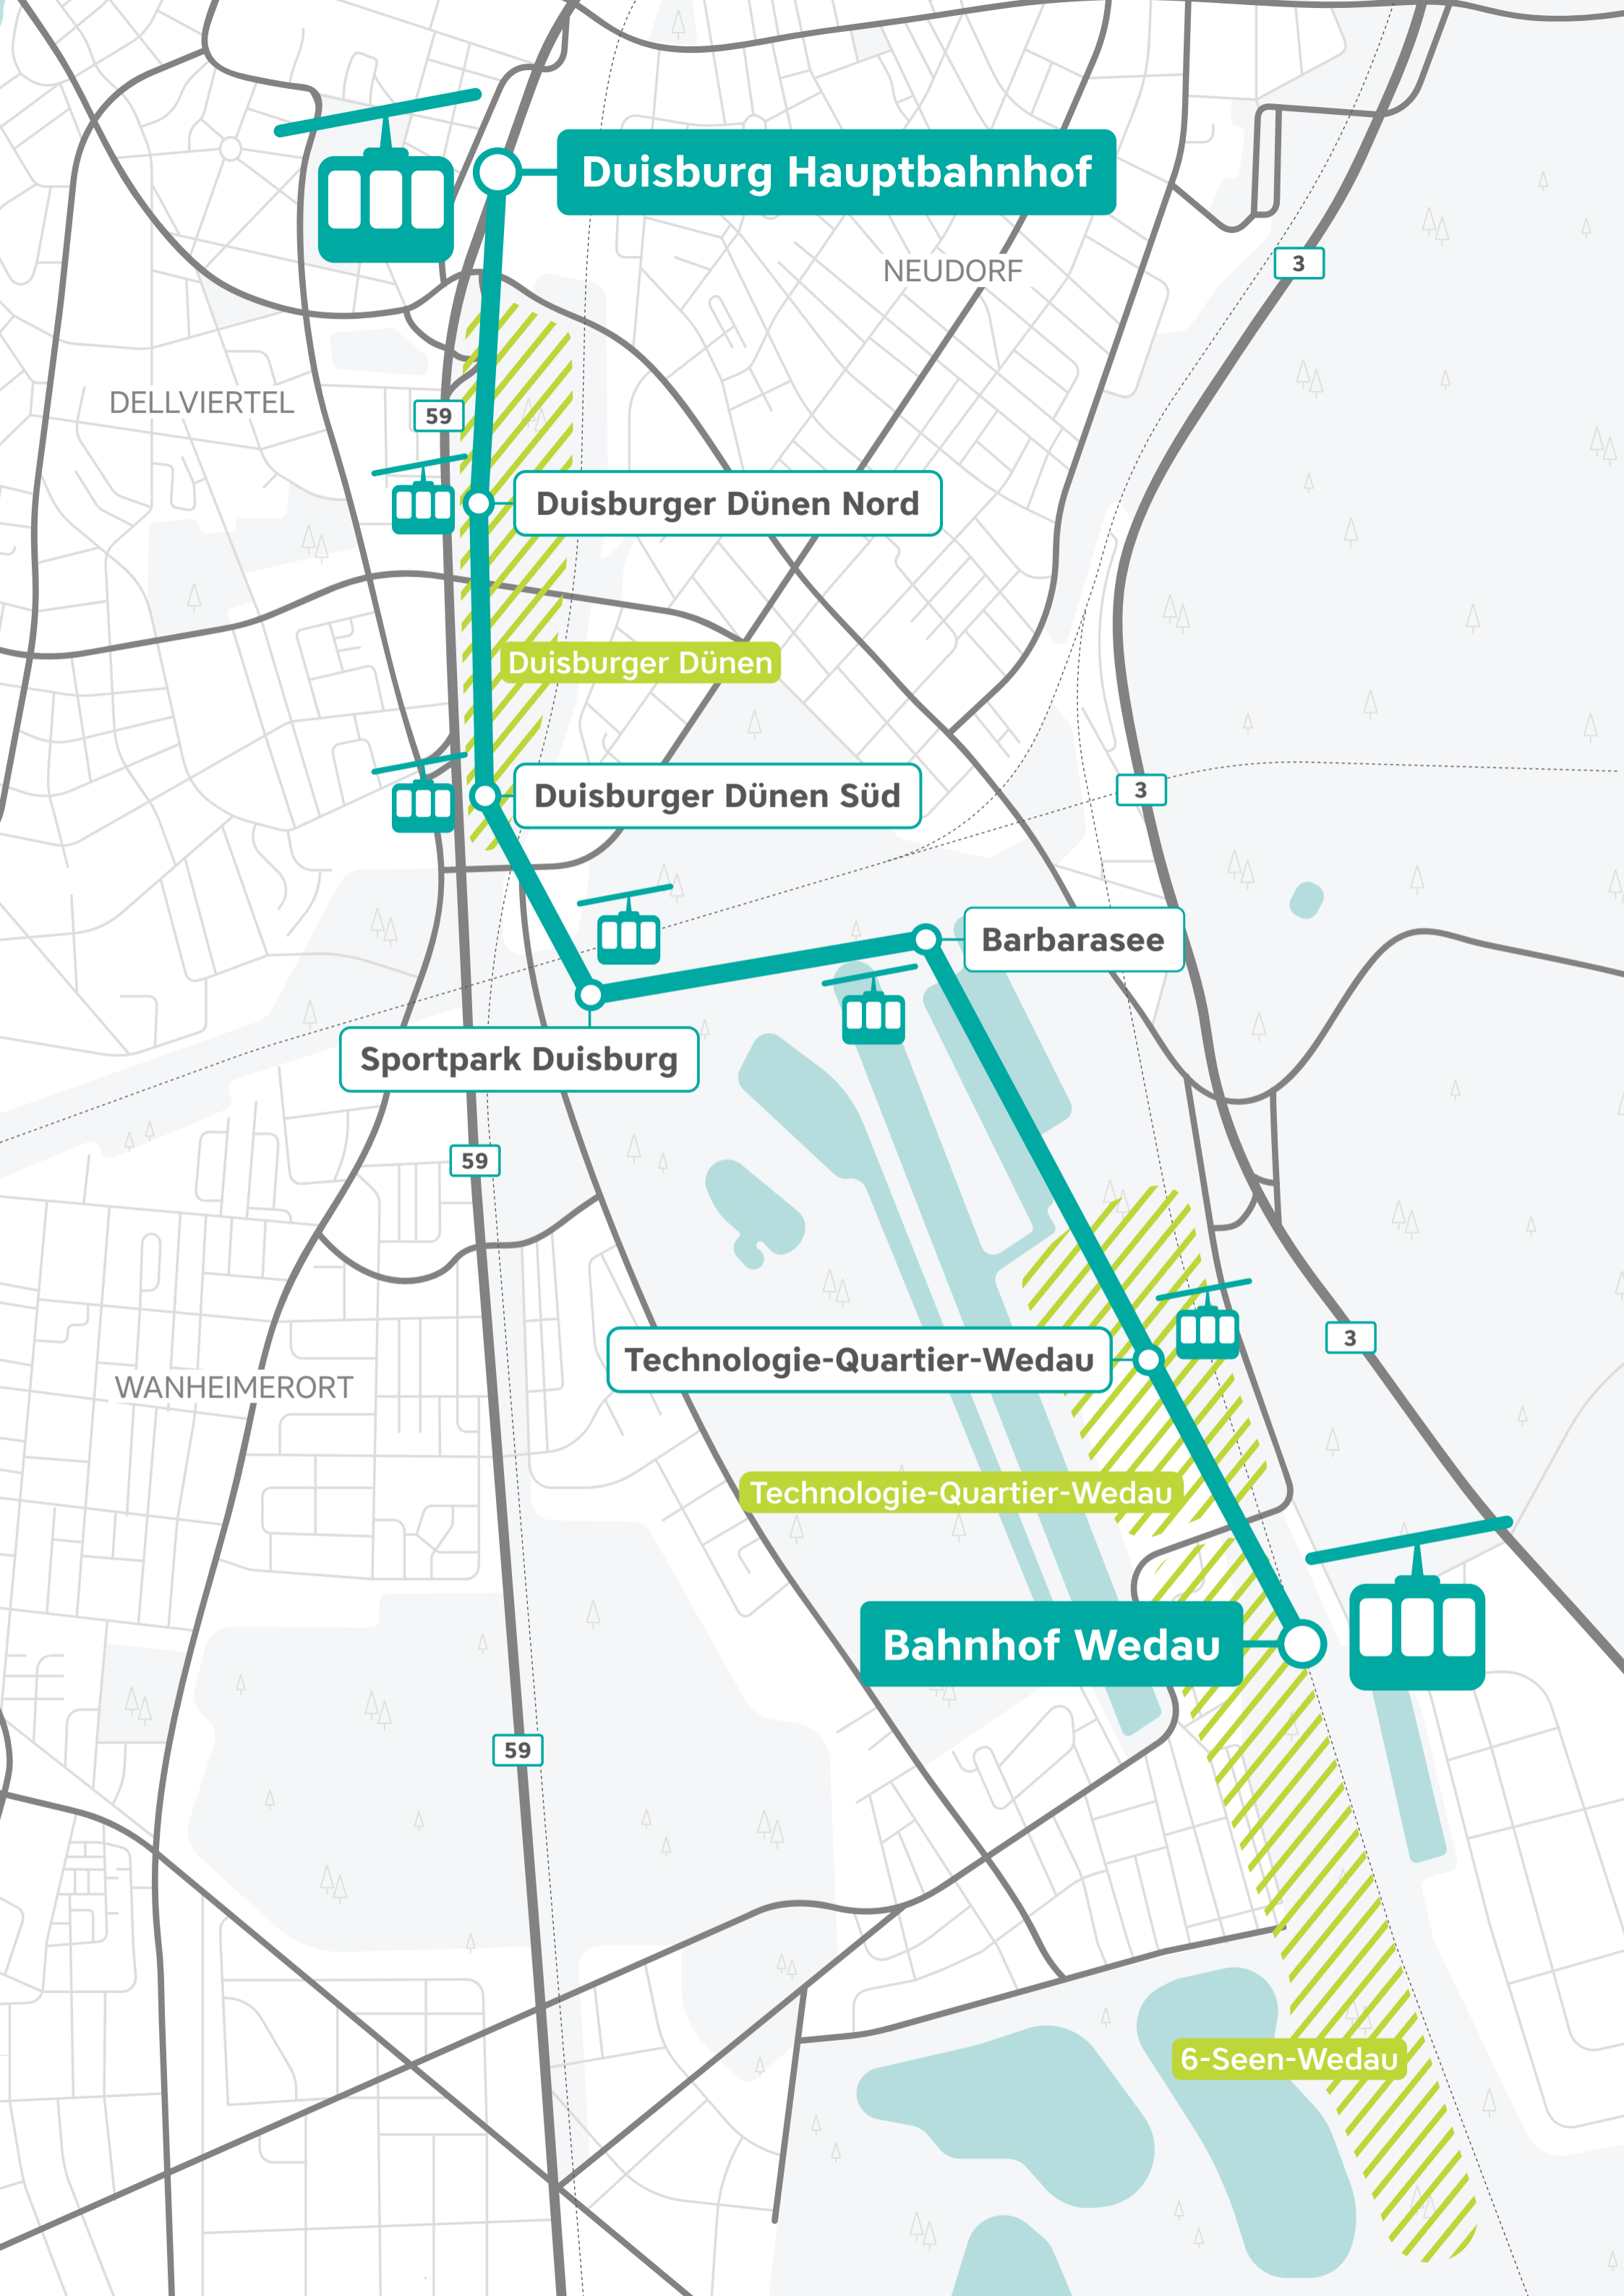 Duisburg Hauptbahnhof
3
NEUDORF
DELLVIERTEL
59
Duisburger Dünen Nord
Duisburger Dünen
3
Duisburger Dünen Süd
Barbarasee
Sportpark Duisburg
59
3
Technologie-Quartier-Wedau
WANHEIMERORT
Technologie-Quartier-Wedau
Bahnhof Wedau
59
6-Seen-Wedau